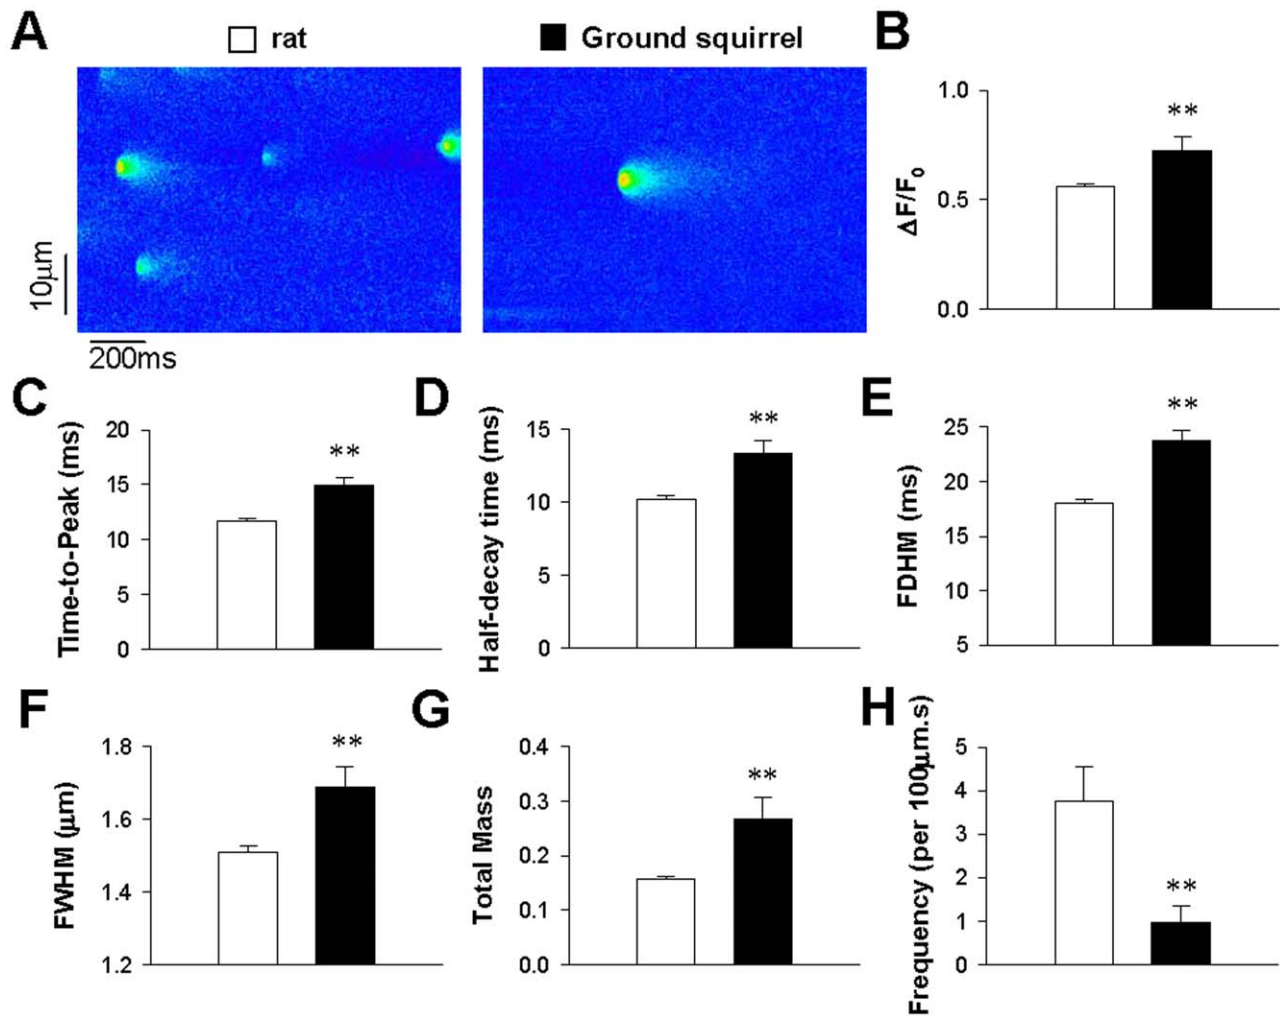 A
rat
Ground squirrel
10μm
200ms
B
ΔF/F0
1.0
0.5
0.0
**
C
Time-to-Peak (ms)
20
15
10
5
0
**
D
Half-decay time (ms)
15
10
5
0
**
E
FDHM (ms)
25
20
15
10
5
**
F
FWHM (μm)
1.8
1.6
1.4
1.2
**
G
Total Mass
0.4
0.3
0.2
0.1
0.0
**
H
Frequency (per 100μm.s)
5
4
3
2
1
0
**